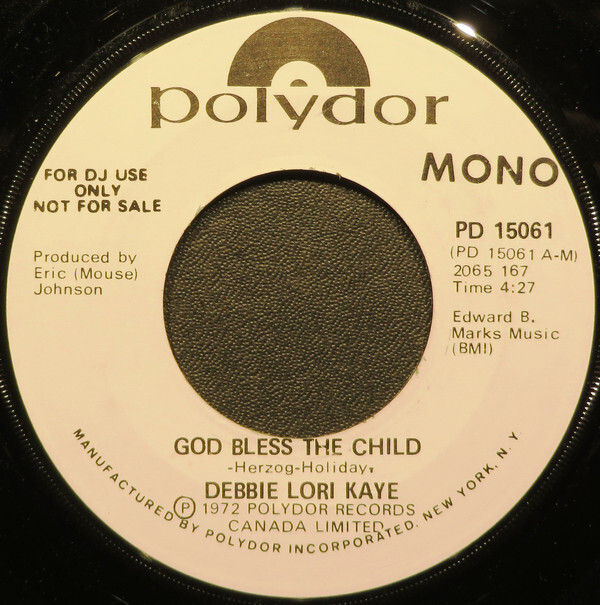 polydor
FOR DJ USE
ONLY
NOT FOR SALE
MONO
Produced by
Eric (Mouse)
Johnson
PD 15061
(PD 15061 A-M)
2065 167
Time 4:27
Edward B.
Marks Music
(BMI)
GOD BLESS THE CHILD
-Herzog-Holiday,
DEBBIE LORI KAYE
Ⓟ 1972 POLYDOR RECORDS
CANADA LIMITED
MANUFACTURED BY POLYDOR INCORPORATED, NEW YORK, N.Y.